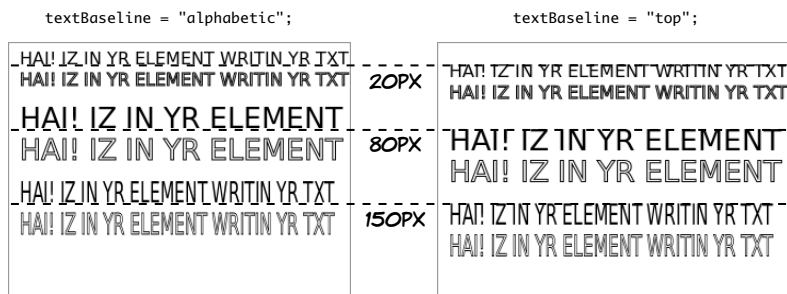 textBaseline = "alphabetic";
HAI! IZ IN YR ELEMENT WRITIN YR TXT
HAI! IZ IN YR ELEMENT WRITIN YR TXT
HAI! IZ IN YR ELEMENT
HAI! IZ IN YR ELEMENT
HAI! IZ IN YR ELEMENT WRITIN YR TXT
HAI! IZ IN YR ELEMENT WRITIN YR TXT
20PX
80PX
150PX
textBaseline = "top";
HAI! IZ IN YR ELEMENT WRITIN YR TXT
HAI! IZ IN YR ELEMENT WRITIN YR TXT
HAI! IZ IN YR ELEMENT
HAI! IZ IN YR ELEMENT
HAI! IZ IN YR ELEMENT WRITIN YR TXT
HAI! IZ IN YR ELEMENT WRITIN YR TXT